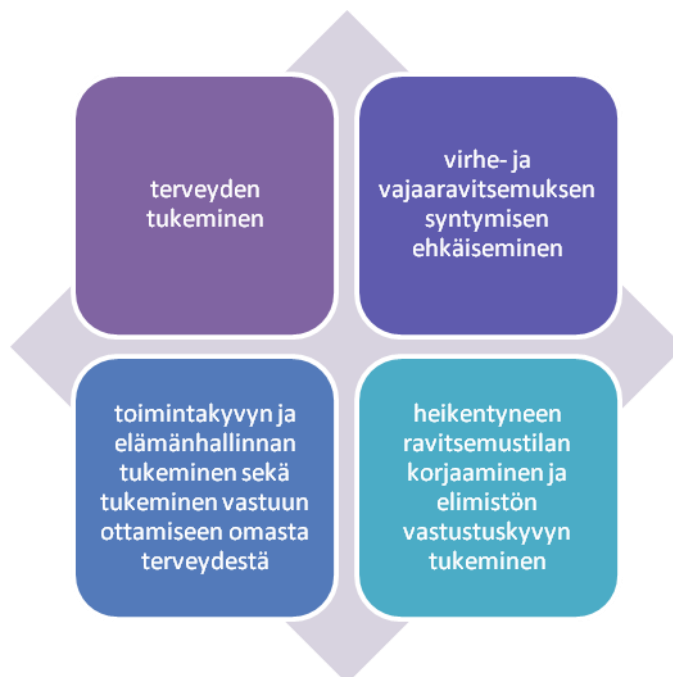 terveyden
tukeminen
virhe- ja
vajaaravitsemuksen
syntymisen
ehkäiseminen
toimintakyvyn ja
elämänhallinnan
tukeminen sekä
tukeminen vastuun
ottamiseen omasta
terveydestä
heikentyneen
ravitsemustilan
korjaaminen ja
elimistön
vastustuskyvyn
tukeminen